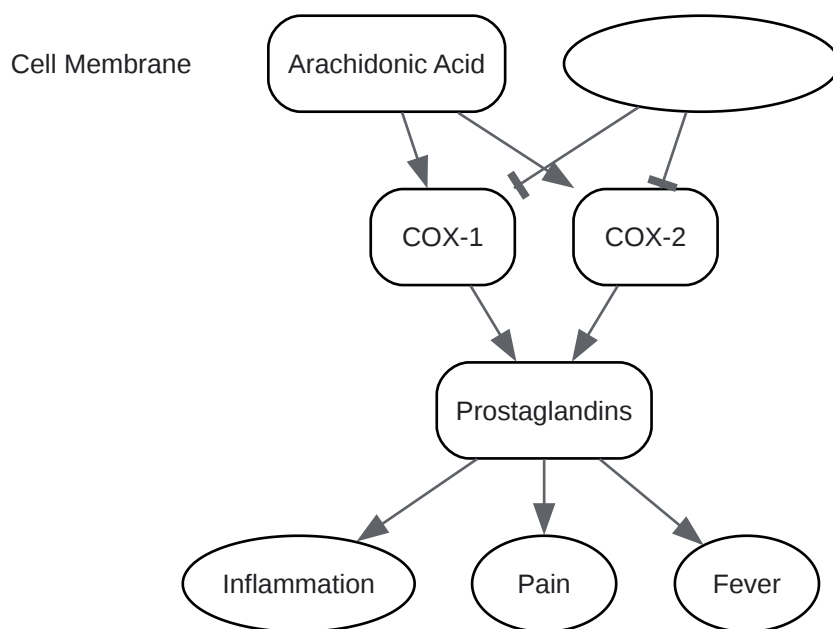 Cell Membrane
Arachidonic Acid
COX-1
COX-2
Prostaglandins
Inflammation
Pain
Fever